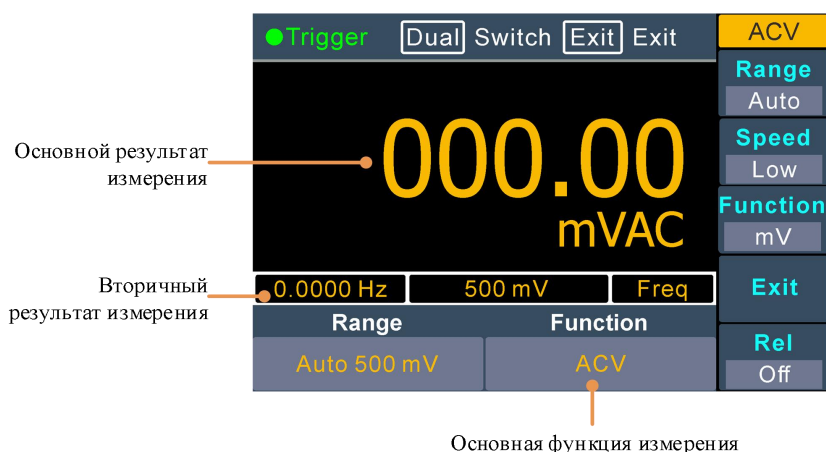 Trigger Dual Switch Exit Exit
ACV
Range
Auto
Speed
Low
Function
mV
Exit
Rel
Off
Основной результат
измерения
000.00
mVAC
Вторичный
результат измерения
0.0000 Hz 500 mV Freq
Range Function
Auto 500 mV ACV
Основная функция измерения